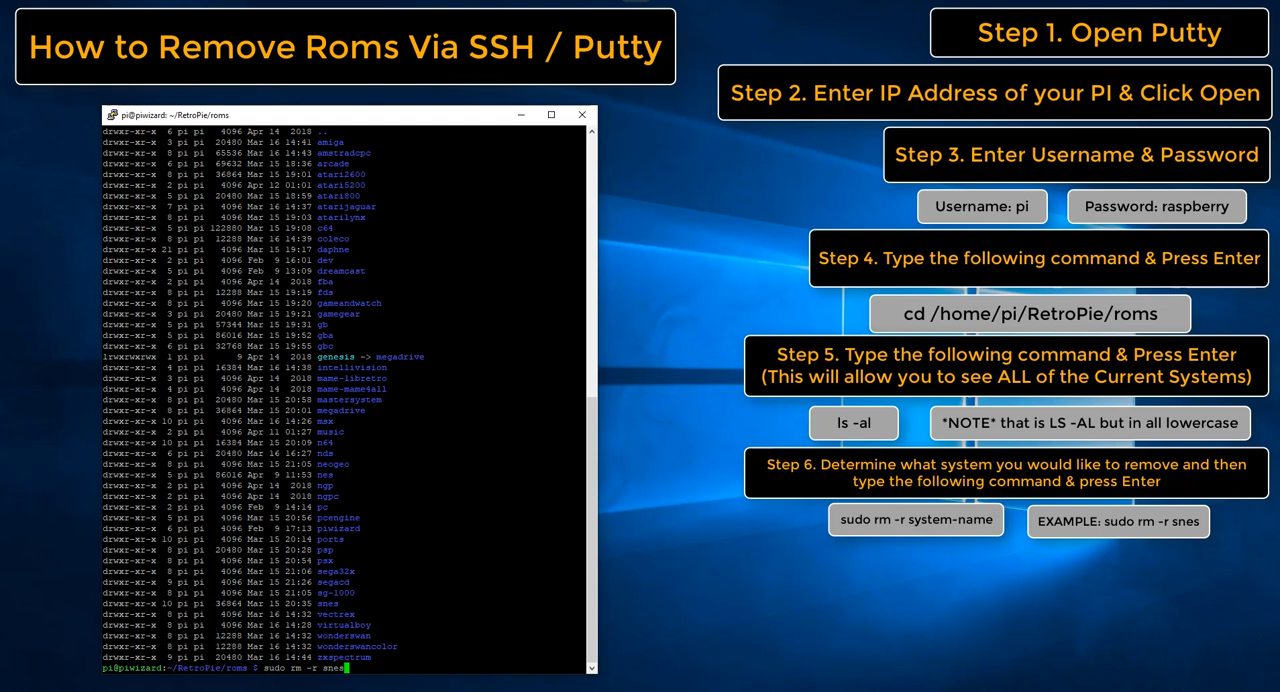 How to Remove Roms Via SSH / Putty
Step 1. Open Putty
Step 2. Enter IP Address of your PI & Click Open
Step 3. Enter Username & Password
Username: pi
Password: raspberry
Step 4. Type the following command & Press Enter
cd /home/pi/RetroPie/roms
Step 5. Type the following command & Press Enter
(This will allow you to see ALL of the Current Systems)
ls -al
*NOTE* that is LS -AL but in all lowercase
Step 6. Determine what system you would like to remove and then
type the following command & press Enter
sudo rm -r system-name
EXAMPLE: sudo rm -r snes
pi@piwizard: ~/RetroPie/roms
drwxr-xr-x 6 pi pi 4096 Apr 14 2018 ..
drwxr-xr-x 3 pi pi 20480 Mar 16 14:42 amiga
drwxr-xr-x 8 pi pi 65536 Mar 16 14:43 amstradcpc
drwxr-xr-x 6 pi pi 69632 Mar 15 18:36 arcade
drwxr-xr-x 8 pi pi 36864 Mar 15 19:01 atari2600
drwxr-xr-x 2 pi pi 4096 Apr 12 01:01 atari5200
drwxr-xr-x 5 pi pi 20480 Mar 15 18:59 atari800
drwxr-xr-x 7 pi pi 4096 Mar 16 14:37 atarijaguar
drwxr-xr-x 8 pi pi 4096 Mar 15 19:03 atarilynx
drwxr-xr-x 5 pi pi 122880 Mar 15 19:08 c64
drwxr-xr-x 8 pi pi 12288 Mar 16 14:39 coleco
drwxr-xr-x 21 pi pi 4096 Mar 15 19:17 daphne
drwxr-xr-x 2 pi pi 4096 Feb 9 16:01 dev
drwxr-xr-x 5 pi pi 4096 Feb 9 13:09 dreamcast
drwxr-xr-x 2 pi pi 4096 Apr 14 2018 fba
drwxr-xr-x 8 pi pi 12288 Mar 15 19:19 fds
drwxr-xr-x 8 pi pi 4096 Mar 15 19:20 gameandwatch
drwxr-xr-x 3 pi pi 20480 Mar 15 19:21 gamegear
drwxr-xr-x 5 pi pi 57344 Mar 15 19:31 gb
drwxr-xr-x 5 pi pi 86016 Mar 15 19:52 gba
drwxr-xr-x 6 pi pi 32768 Mar 15 19:55 gbc
lrwxrwxrwx 1 pi pi 9 Apr 14 2018 genesis -> megadrive
drwxr-xr-x 4 pi pi 16384 Mar 16 14:38 intellivision
drwxr-xr-x 3 pi pi 4096 Apr 14 2018 mame-libretro
drwxr-xr-x 4 pi pi 4096 Apr 14 2018 mame-mame4all
drwxr-xr-x 8 pi pi 20480 Mar 15 20:58 mastersystem
drwxr-xr-x 8 pi pi 36864 Mar 15 20:01 megadrive
drwxr-xr-x 10 pi pi 4096 Mar 16 14:26 msx
drwxr-xr-x 2 pi pi 4096 Apr 11 01:27 music
drwxr-xr-x 10 pi pi 16384 Mar 15 20:09 n64
drwxr-xr-x 6 pi pi 20480 Mar 16 16:27 nds
drwxr-xr-x 8 pi pi 4096 Mar 15 21:05 neogeo
drwxr-xr-x 5 pi pi 86016 Apr 9 11:53 nes
drwxr-xr-x 2 pi pi 4096 Apr 14 2018 ngp
drwxr-xr-x 2 pi pi 4096 Apr 14 2018 ngpc
drwxr-xr-x 2 pi pi 4096 Feb 9 14:14 pc
drwxr-xr-x 5 pi pi 4096 Mar 15 20:56 pcengine
drwxr-xr-x 6 pi pi 4096 Feb 9 17:13 piwizard
drwxr-xr-x 10 pi pi 4096 Mar 15 20:14 ports
drwxr-xr-x 8 pi pi 20480 Mar 15 20:28 psp
drwxr-xr-x 8 pi pi 4096 Mar 15 20:54 psx
drwxr-xr-x 8 pi pi 4096 Mar 15 21:06 sega32x
drwxr-xr-x 9 pi pi 4096 Mar 15 21:26 segacd
drwxr-xr-x 8 pi pi 4096 Mar 15 21:05 sg-1000
drwxr-xr-x 10 pi pi 36864 Mar 15 20:35 snes
drwxr-xr-x 8 pi pi 4096 Mar 16 14:32 vectrex
drwxr-xr-x 8 pi pi 4096 Mar 16 14:28 virtualboy
drwxr-xr-x 8 pi pi 12288 Mar 16 14:32 wonderswan
drwxr-xr-x 8 pi pi 12288 Mar 16 14:32 wonderswancolor
drwxr-xr-x 9 pi pi 20480 Mar 16 14:44 zxspectrum
pi@piwizard:~/RetroPie/roms $ sudo rm -r snes